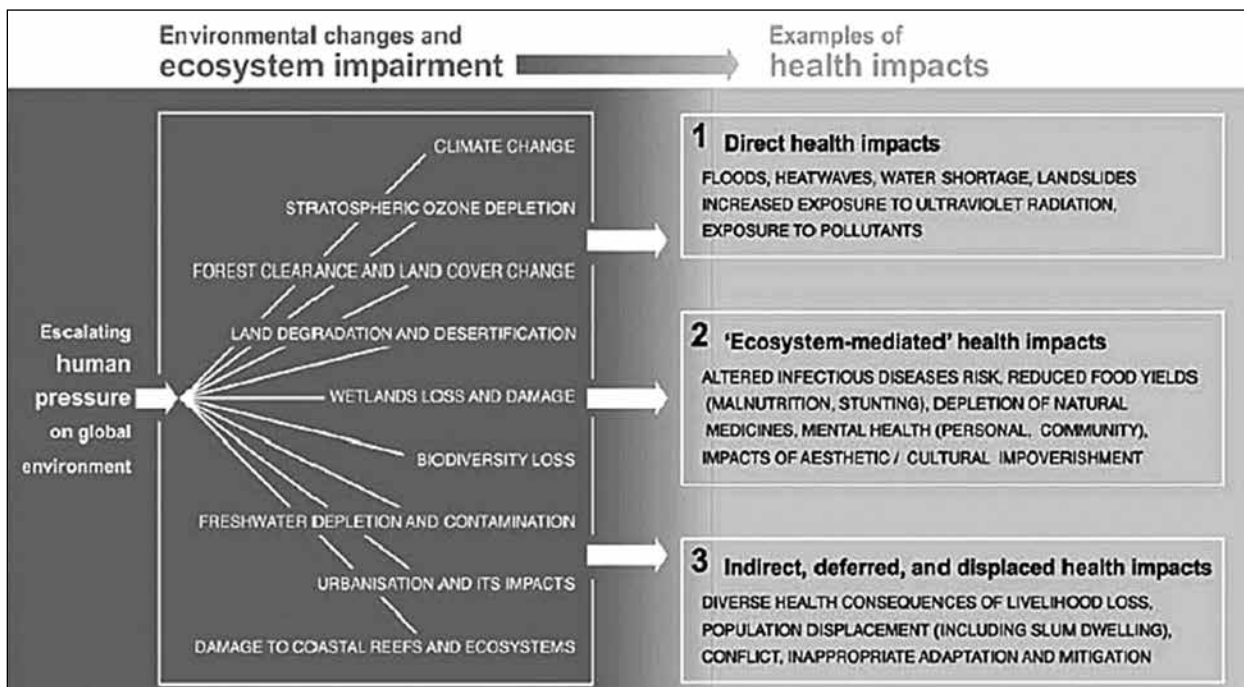 Environmental changes and
ecosystem impairment
Examples of
health impacts
Escalating
human
pressure
on global
environment
CLIMATE CHANGE
STRATOSPHERIC OZONE DEPLETION
FOREST CLEARANCE AND LAND COVER CHANGE
LAND DEGRADATION AND DESERTIFICATION
WETLANDS LOSS AND DAMAGE
BIODIVERSITY LOSS
FRESHWATER DEPLETION AND CONTAMINATION
URBANISATION AND ITS IMPACTS
DAMAGE TO COASTAL REEFS AND ECOSYSTEMS
1 Direct health impacts
FLOODS, HEATWAVES, WATER SHORTAGE, LANDSLIDES
INCREASED EXPOSURE TO ULTRAVIOLET RADIATION,
EXPOSURE TO POLLUTANTS
2 ‘Ecosystem-mediated’ health impacts
ALTERED INFECTIOUS DISEASES RISK, REDUCED FOOD YIELDS
(MALNUTRITION, STUNTING), DEPLETION OF NATURAL
MEDICINES, MENTAL HEALTH (PERSONAL, COMMUNITY),
IMPACTS OF AESTHETIC / CULTURAL IMPOVERISHMENT
3 Indirect, deferred, and displaced health impacts
DIVERSE HEALTH CONSEQUENCES OF LIVELIHOOD LOSS,
POPULATION DISPLACEMENT (INCLUDING SLUM DWELLING),
CONFLICT, INAPPROPRIATE ADAPTATION AND MITIGATION